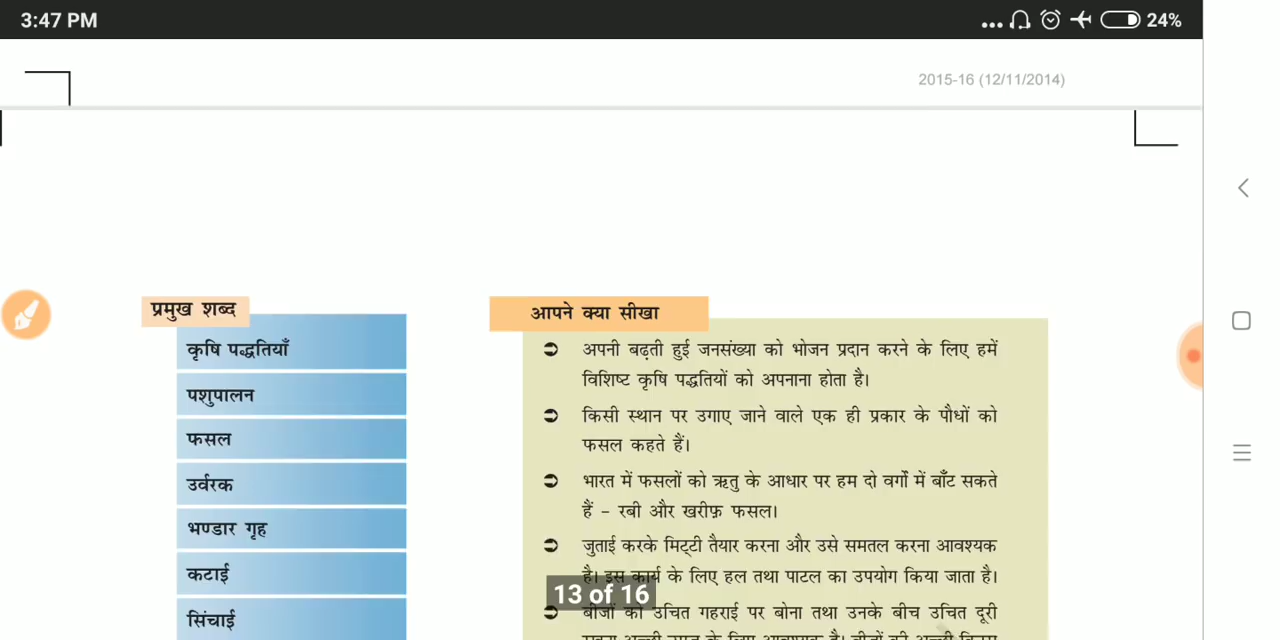 3:47 PM
24%
2015-16 (12/11/2014)
प्रमुख शब्द
कृषि पद्धतियाँ
पशुपालन
फसल
उर्वरक
भण्डार गृह
कटाई
सिंचाई
आपने क्या सीखा
अपनी बढ़ती हुई जनसंख्या को भोजन प्रदान करने के लिए हमें
विशिष्ट कृषि पद्धतियों को अपनाना होता है।
किसी स्थान पर उगाए जाने वाले एक ही प्रकार के पौधों को
फसल कहते हैं।
भारत में फसलों को ऋतु के आधार पर हम दो वर्गों में बाँट सकते
हैं - रबी और खरीफ़ फसल।
जुताई करके मिट्टी तैयार करना और उसे समतल करना आवश्यक
है। इस कार्य के लिए हल तथा पाटल का उपयोग किया जाता है।
13 of 16
बीजों को उचित गहराई पर बोना तथा उनके बीच उचित दूरी